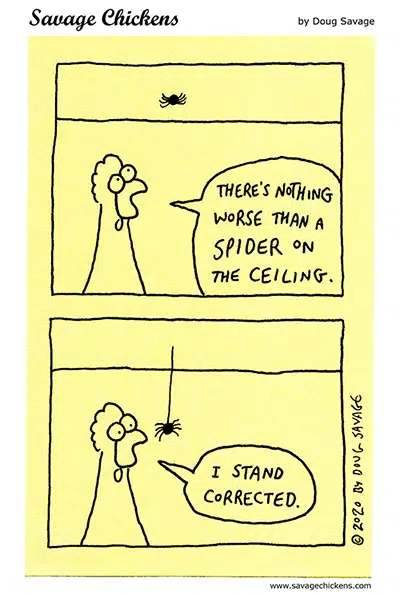 Savage Chickens
by Doug Savage
THERE'S NOTHING
WORSE THAN A
SPIDER ON
THE CEILING.
I STAND
CORRECTED.
© 2020 BY DOUG SAVAGE
www.savagechickens.com